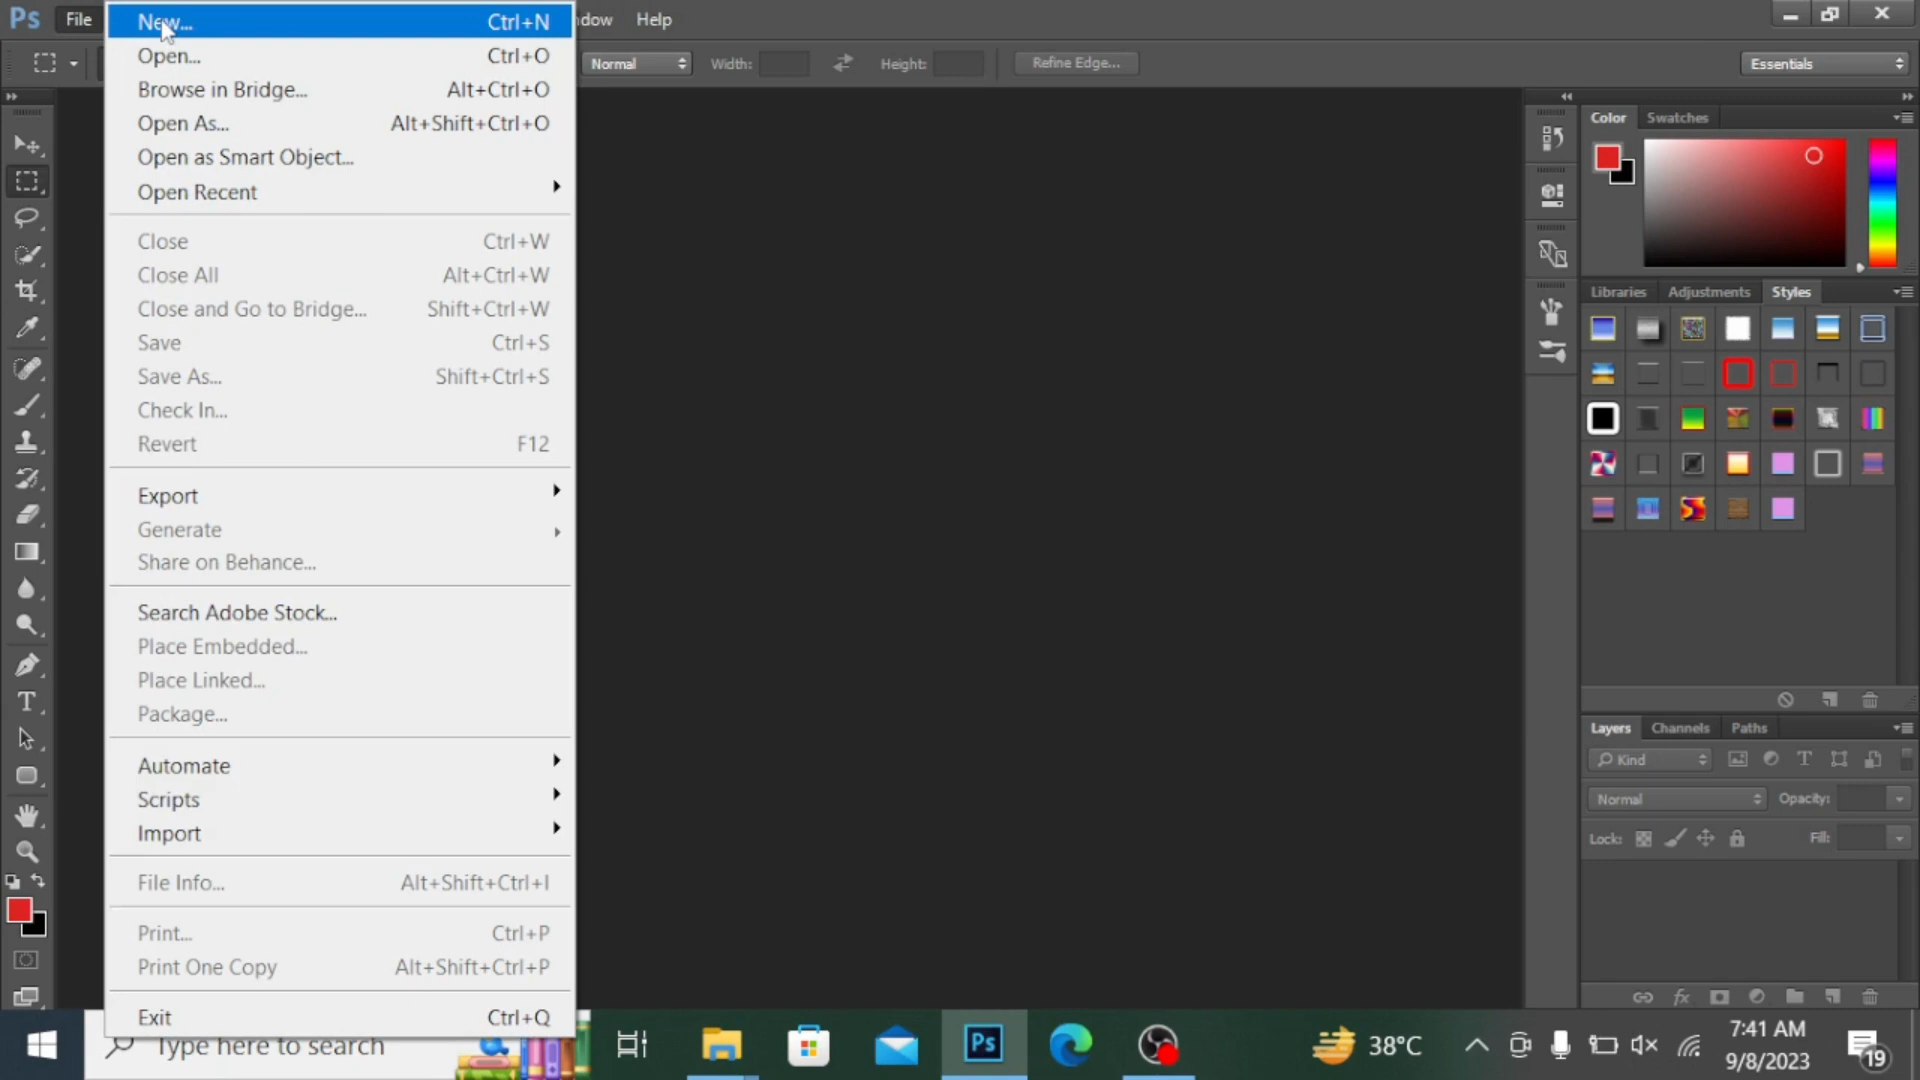 Ps File ndow Help
Normal Width: Height: Refine Edge... Essentials
New... Ctrl+N
Open... Ctrl+O
Browse in Bridge... Alt+Ctrl+O
Open As... Alt+Shift+Ctrl+O
Open as Smart Object...
Open Recent
Close Ctrl+W
Close All Alt+Ctrl+W
Close and Go to Bridge... Shift+Ctrl+W
Save Ctrl+S
Save As... Shift+Ctrl+S
Check In...
Revert F12
Export
Generate
Share on Behance...
Search Adobe Stock...
Place Embedded...
Place Linked...
Package...
Automate
Scripts
Import
File Info... Alt+Shift+Ctrl+I
Print... Ctrl+P
Print One Copy Alt+Shift+Ctrl+P
Exit Ctrl+Q
Color Swatches
Libraries Adjustments Styles
Layers Channels Paths
Kind
Normal Opacity:
Lock: Fill:
Type here to search
Ps
38°C
7:41 AM
9/8/2023
19